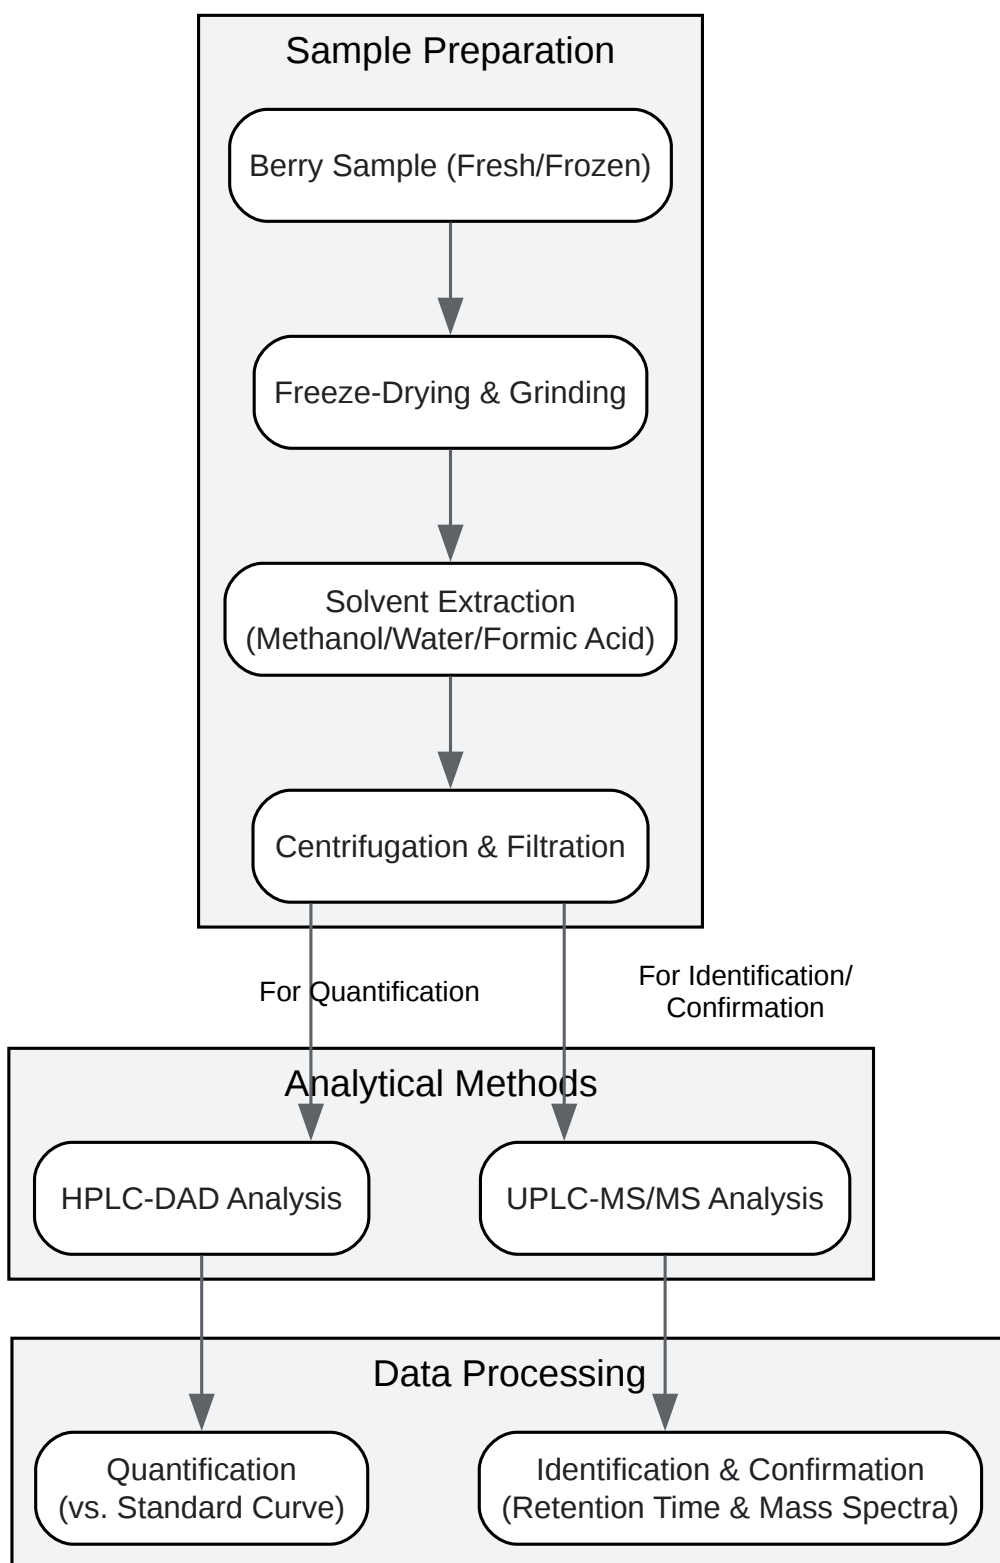 Sample Preparation
Berry Sample (Fresh/Frozen)
Freeze-Drying & Grinding
Solvent Extraction
(Methanol/Water/Formic Acid)
Centrifugation & Filtration
For Quantification
For Identification/
Confirmation
Analytical Methods
HPLC-DAD Analysis
UPLC-MS/MS Analysis
Data Processing
Quantification
(vs. Standard Curve)
Identification & Confirmation
(Retention Time & Mass Spectra)